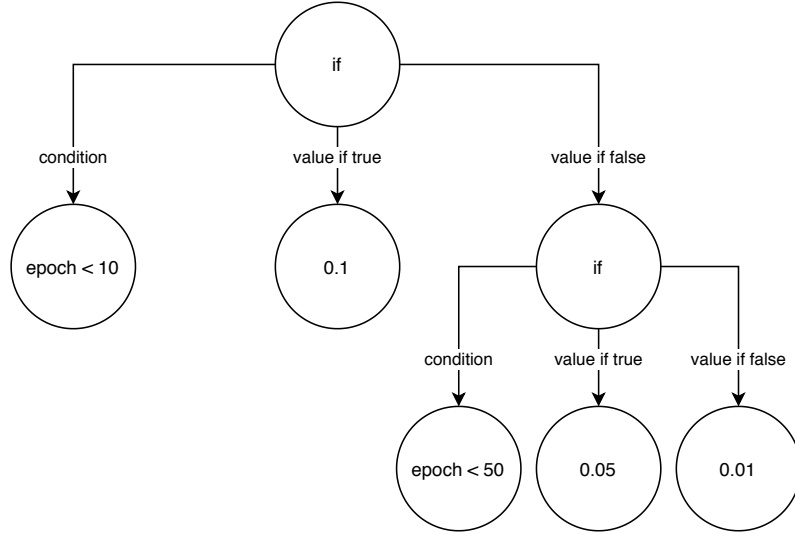 if
condition
value if true
value if false
epoch < 10
0.1
if
condition
value if true
value if false
epoch < 50
0.05
0.01